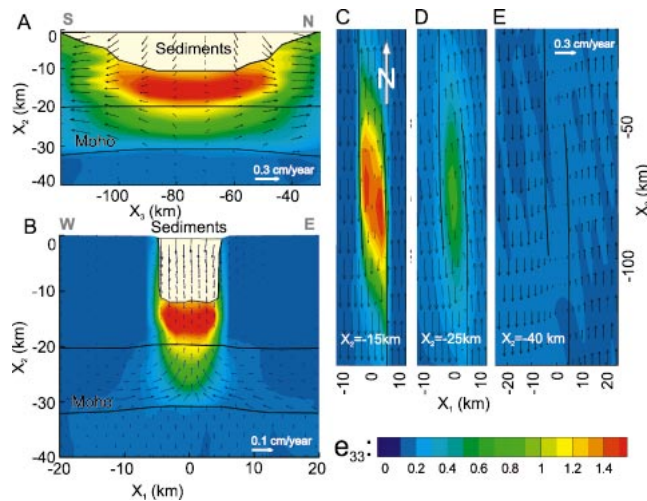 A
S
N
Sediments
Moho
0.3 cm/year
X₂ (km)
0
-10
-20
-30
-40
-100
-80
-60
-40
X₃ (km)
B
W
Sediments
E
Moho
0.1 cm/year
X₂ (km)
0
-10
-20
-30
-40
-20
-10
0
10
20
X₁ (km)
C
D
E
N
0.3 cm/year
-50
-100
(km)
X₂=-15km
X₂=-25km
X₂=-40 km
-10 0 10
-10 0 10
-10 0 10 20
X₁ (km)
e₃₃:
0 0.2 0.4 0.6 0.8 1 1.2 1.4